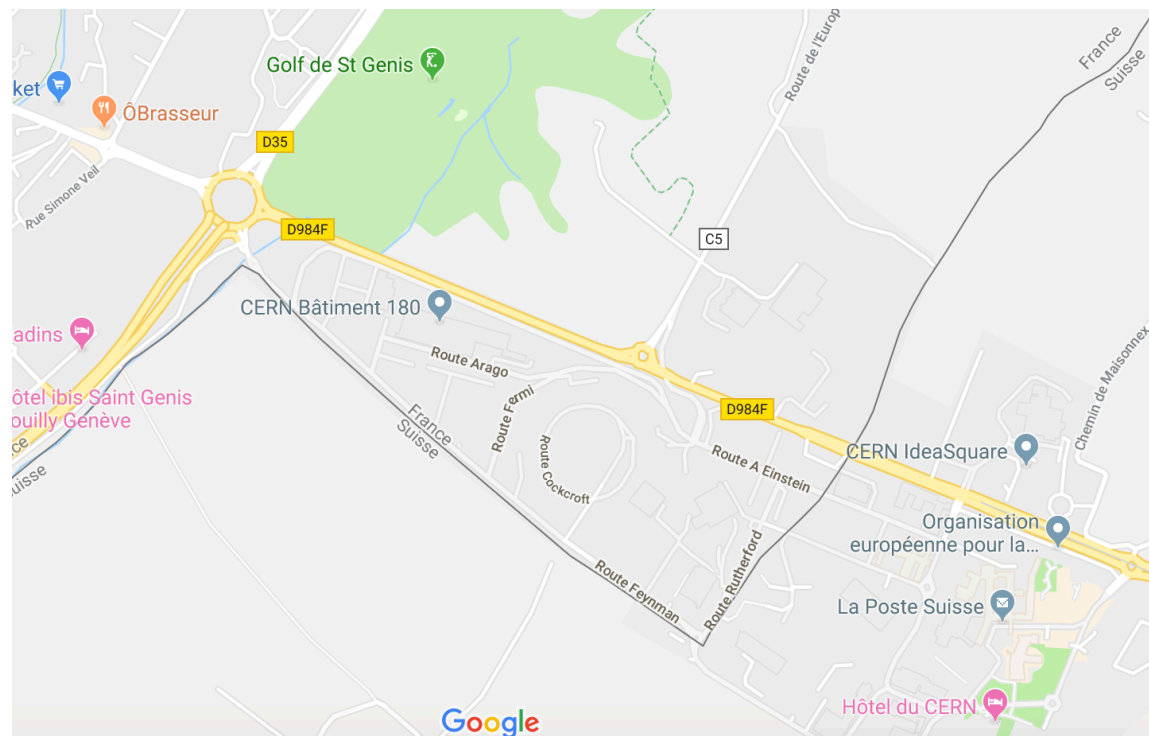 Golf de St Genis
Route de l'Europ
France
Suisse
ket
ÔBrasseur
D35
Rue Simone Veil
D984F
C5
CERN Bâtiment 180
adins
Route Arago
Chemin de Maisonnex
ôtel ibis Saint Genis
ouilly Genève
Route Fermi
D984F
France
Suisse
nce
uisse
Route Cockcroft
Route A Einstein
CERN IdeaSquare
Organisation
européenne pour la...
Route Rutherford
Route Feynman
La Poste Suisse
Hôtel du CERN
Google